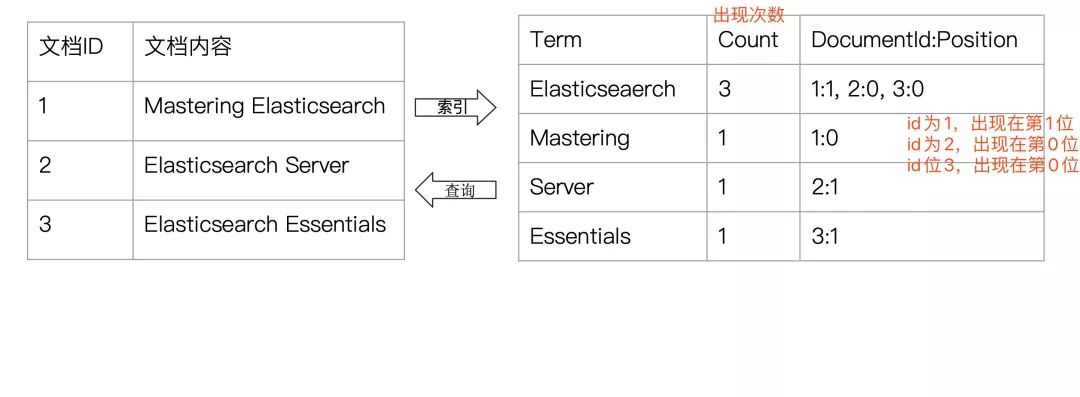 文档ID 文档内容
1 Mastering Elasticsearch
2 Elasticsearch Server
3 Elasticsearch Essentials
索引
查询
出现次数
Term Count DocumentId:Position
Elasticseaerch 3 1:1, 2:0, 3:0
Mastering 1 1:0
Server 1 2:1
Essentials 1 3:1
id为1，出现在第1位
id为2，出现在第0位
id位3，出现在第0位